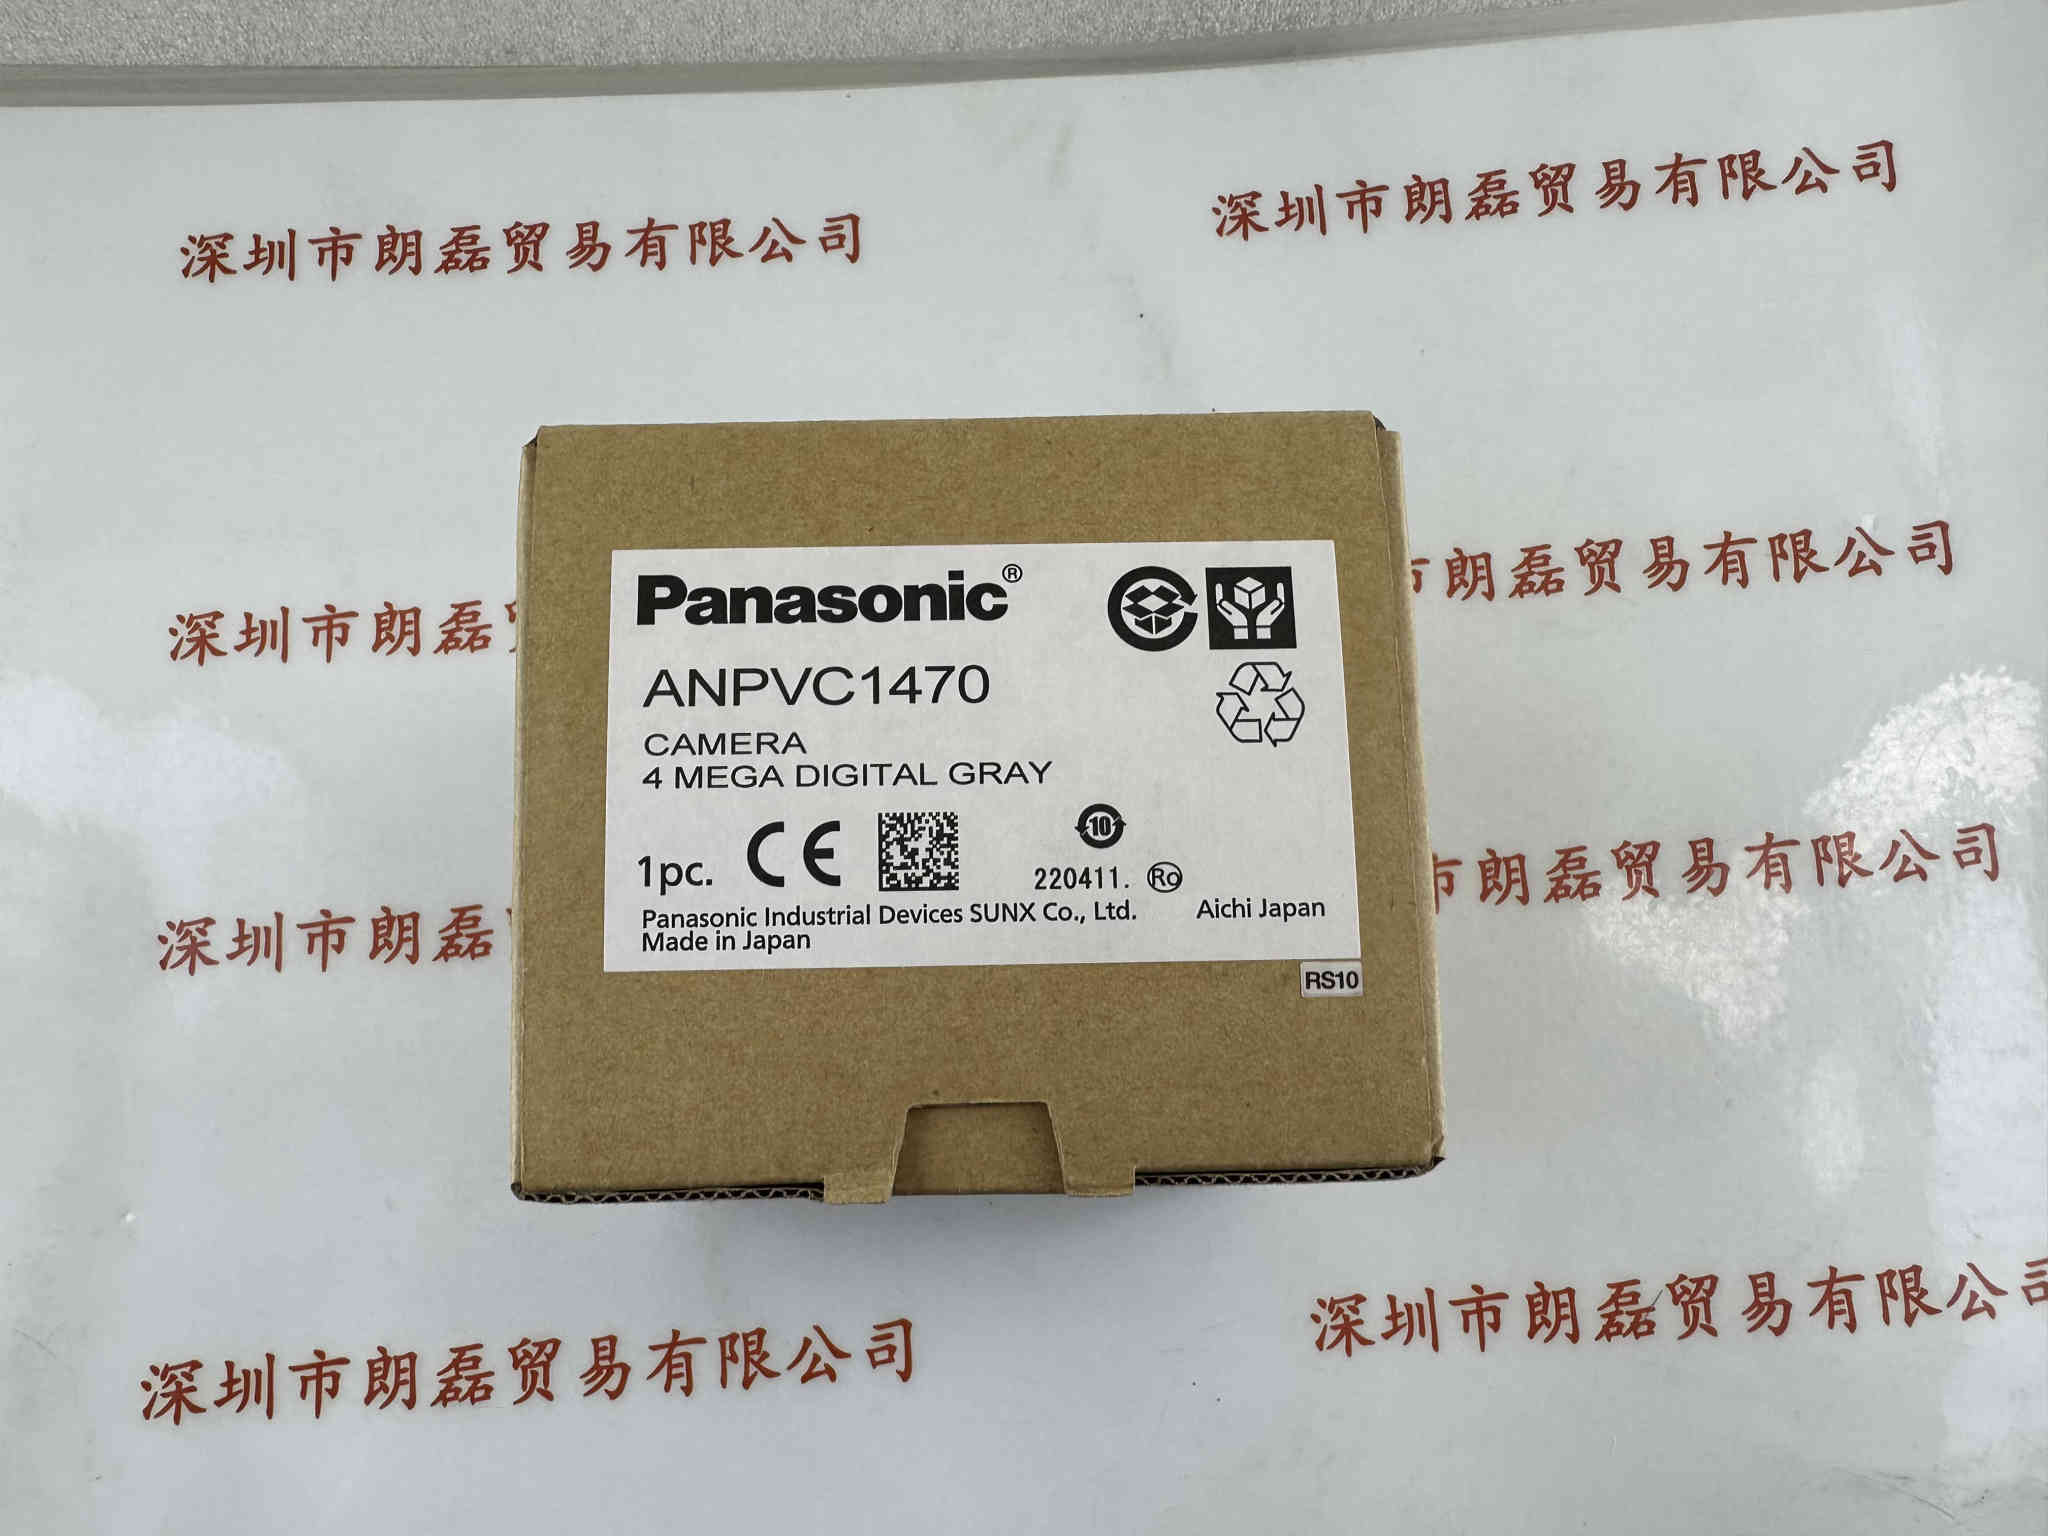 深圳市朗磊贸易有限公司
深圳市朗磊贸易有限公司
深圳市朗磊
朗磊贸易有限公司
Panasonic®
ANPVC1470
CAMERA
4 MEGA DIGITAL GRAY
10
1pc. CE 220411. Ro
Panasonic Industrial Devices SUNX Co., Ltd. Aichi Japan
Made in Japan
RS10
深圳市朗磊
市朗磊贸易有限公司
深圳市朗磊贸易有限公司
深圳市朗磊贸易有限公司